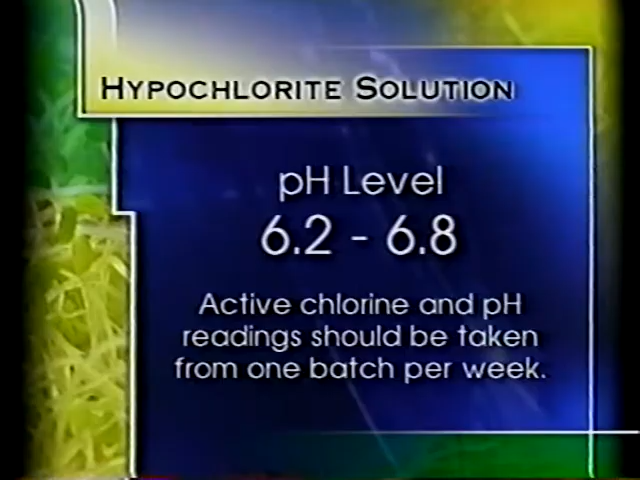 HYPOCHLORITE SOLUTION
pH Level
6.2 - 6.8
Active chlorine and pH
readings should be taken
from one batch per week.